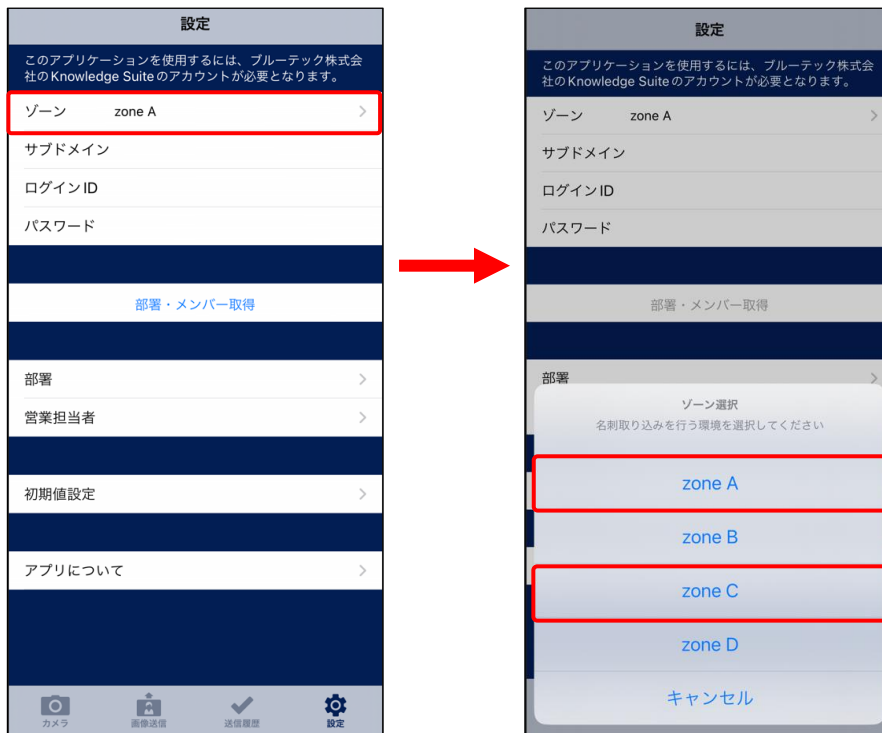 設定
このアプリケーションを使用するには、ブルーテック株式会
社のKnowledge Suiteのアカウントが必要となります。
ゾーン zone A
サブドメイン
ログインID
パスワード
部署・メンバー取得
部署
営業担当者
初期値設定
アプリについて
カメラ 画像送信 送信履歴 設定
設定
このアプリケーションを使用するには、ブルーテック株式会
社のKnowledge Suiteのアカウントが必要となります。
ゾーン zone A
サブドメイン
ログインID
パスワード
部署・メンバー取得
部署
ゾーン選択
名刺取り込みを行う環境を選択してください
zone A
zone B
zone C
zone D
キャンセル